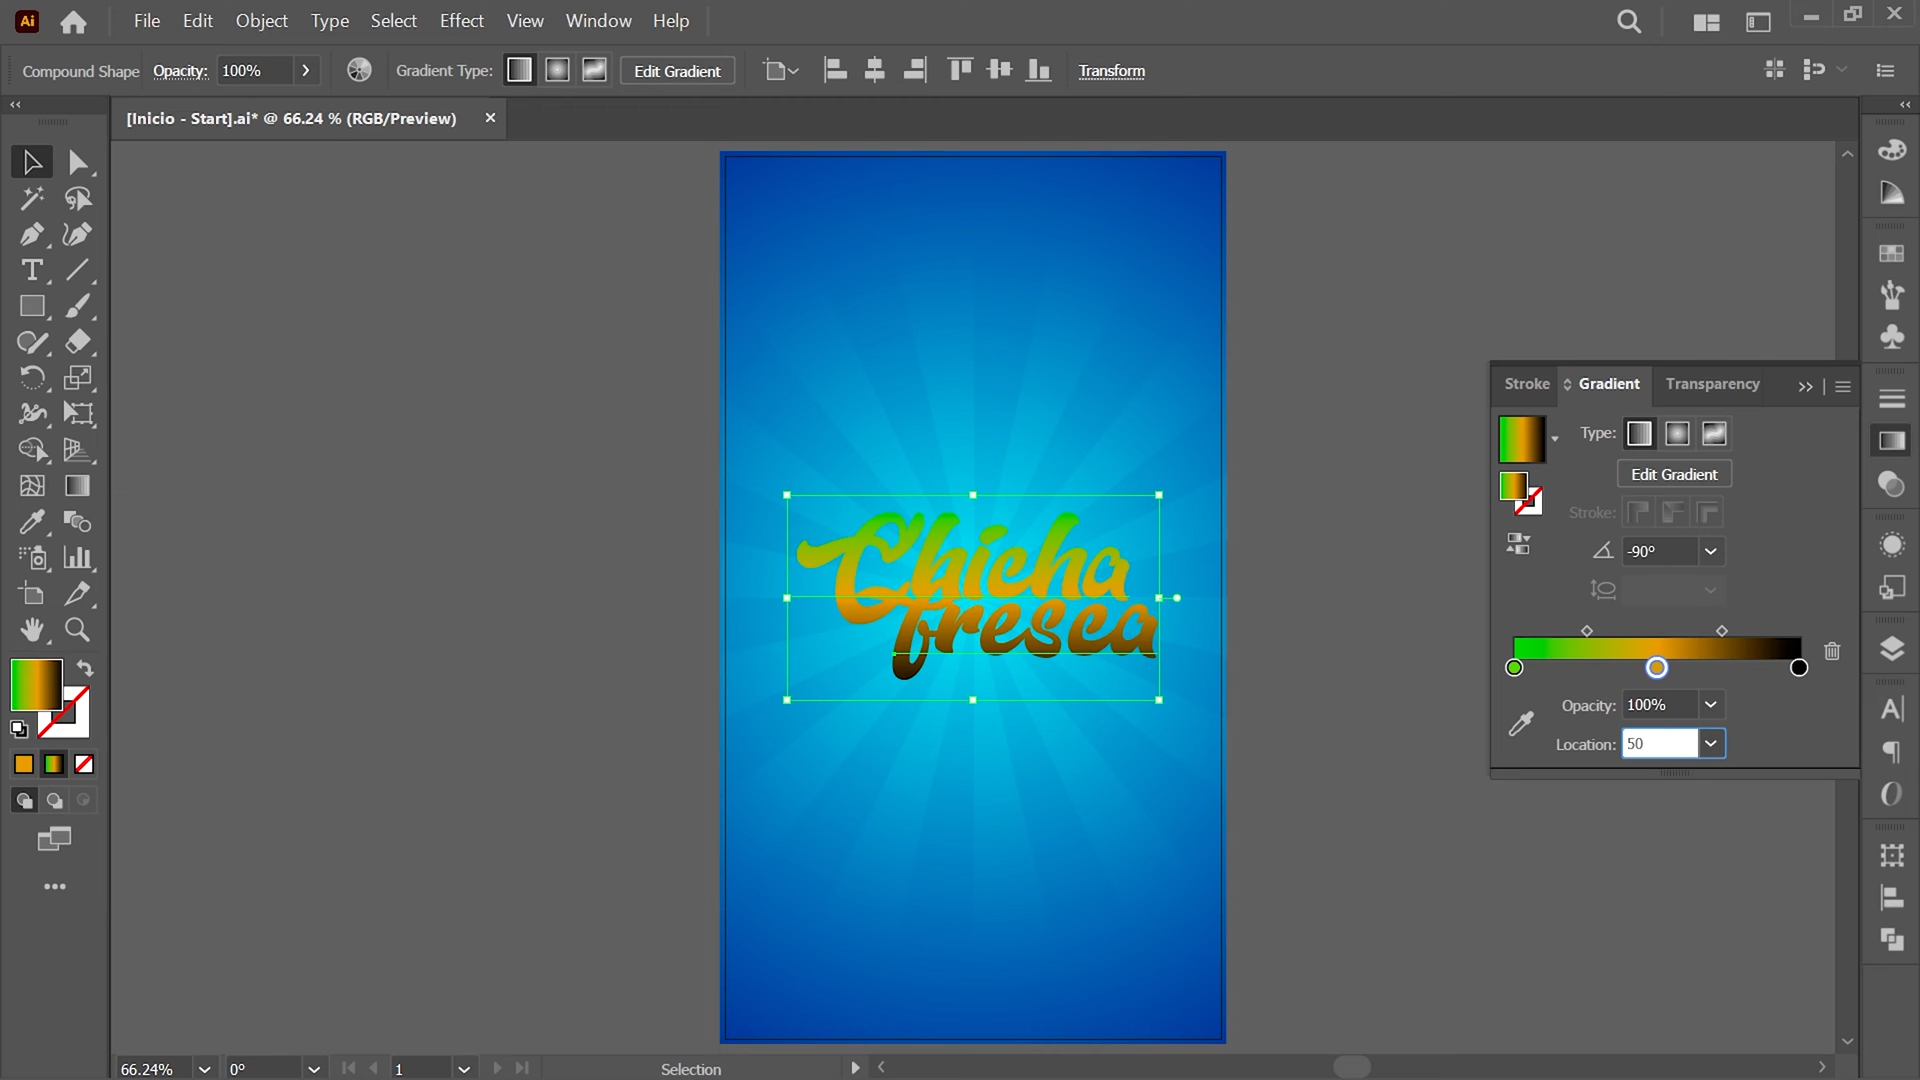 Ai File Edit Object Type Select Effect View Window Help
Compound Shape Opacity: 100% Gradient Type: Edit Gradient Transform
[Inicio - Start].ai* @ 66.24 % (RGB/Preview)
Stroke Gradient Transparency
Type:
Edit Gradient
Stroke:
-90°
Chicha
fresca
Opacity: 100%
Location: 50
66.24% 0° 1 Selection